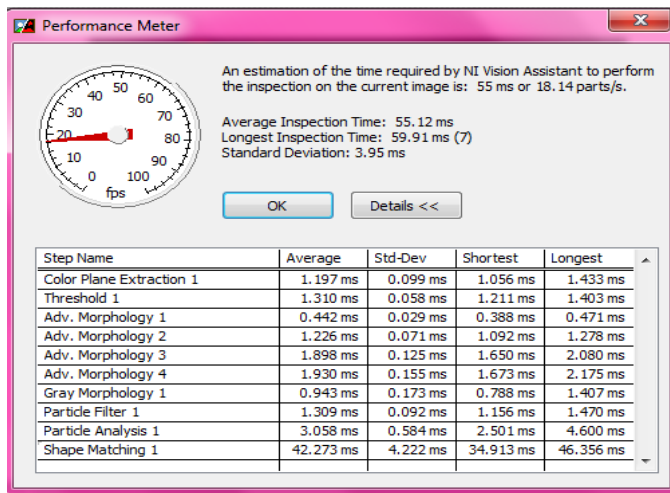 Performance Meter
An estimation of the time required by NI Vision Assistant to perform
the inspection on the current image is: 55 ms or 18.14 parts/s.
Average Inspection Time: 55.12 ms
Longest Inspection Time: 59.91 ms (7)
Standard Deviation: 3.95 ms
0 10 20 30 40 50 60 70 80 90 100
fps
OK Details <<
Step Name Average Std-Dev Shortest Longest
Color Plane Extraction 1 1.197 ms 0.099 ms 1.056 ms 1.433 ms
Threshold 1 1.310 ms 0.058 ms 1.211 ms 1.403 ms
Adv. Morphology 1 0.442 ms 0.029 ms 0.388 ms 0.471 ms
Adv. Morphology 2 1.226 ms 0.071 ms 1.092 ms 1.278 ms
Adv. Morphology 3 1.898 ms 0.125 ms 1.650 ms 2.080 ms
Adv. Morphology 4 1.930 ms 0.155 ms 1.673 ms 2.175 ms
Gray Morphology 1 0.943 ms 0.173 ms 0.788 ms 1.407 ms
Particle Filter 1 1.309 ms 0.092 ms 1.156 ms 1.470 ms
Particle Analysis 1 3.058 ms 0.584 ms 2.501 ms 4.600 ms
Shape Matching 1 42.273 ms 4.222 ms 34.913 ms 46.356 ms